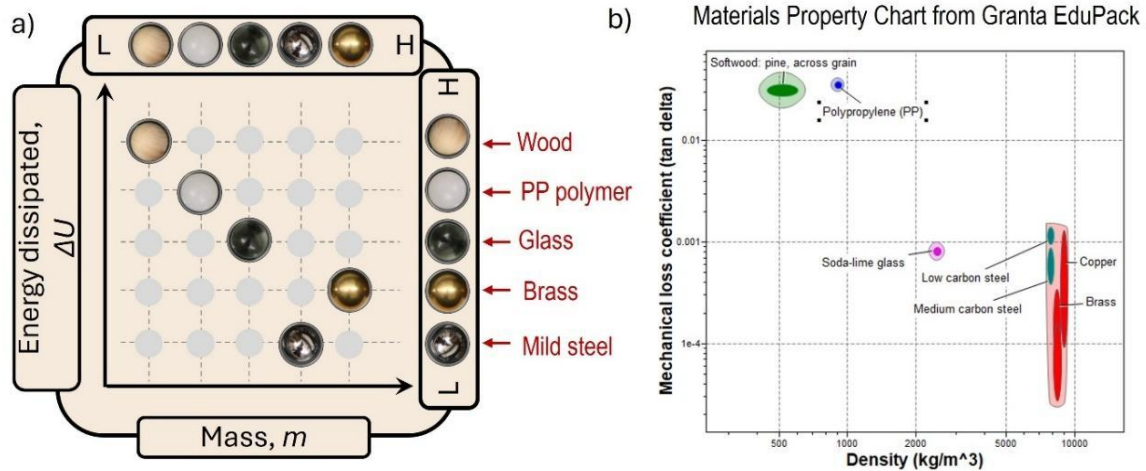 a)
L
H
H
Energy dissipated,
ΔU
Wood
PP polymer
Glass
Brass
Mild steel
L
Mass, m
b)
Materials Property Chart from Granta EduPack
Softwood: pine, across grain
Polypropylene (PP)
Soda-lime glass
Low carbon steel
Medium carbon steel
Copper
Brass
0.01
0.001
1e-4
Mechanical loss coefficient (tan delta)
500
1000
2000
5000
10000
Density (kg/m^3)